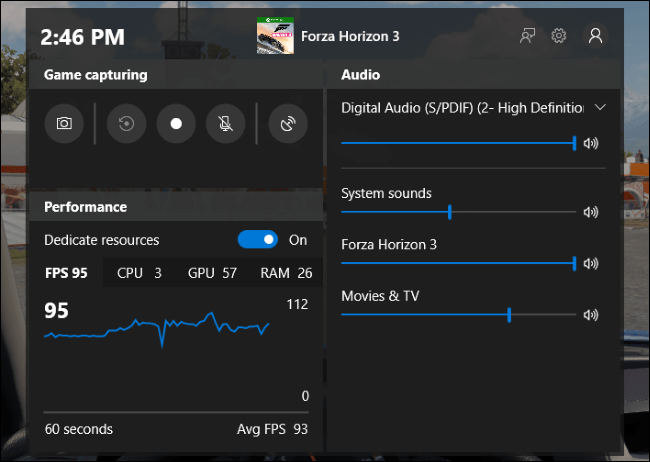 2:46 PM
Forza Horizon 3
Game capturing
Performance
Dedicate resources
On
FPS 95
CPU 3
GPU 57
RAM 26
95
112
0
60 seconds
Avg FPS 93
Audio
Digital Audio (S/PDIF) (2- High Definition
System sounds
Forza Horizon 3
Movies & TV